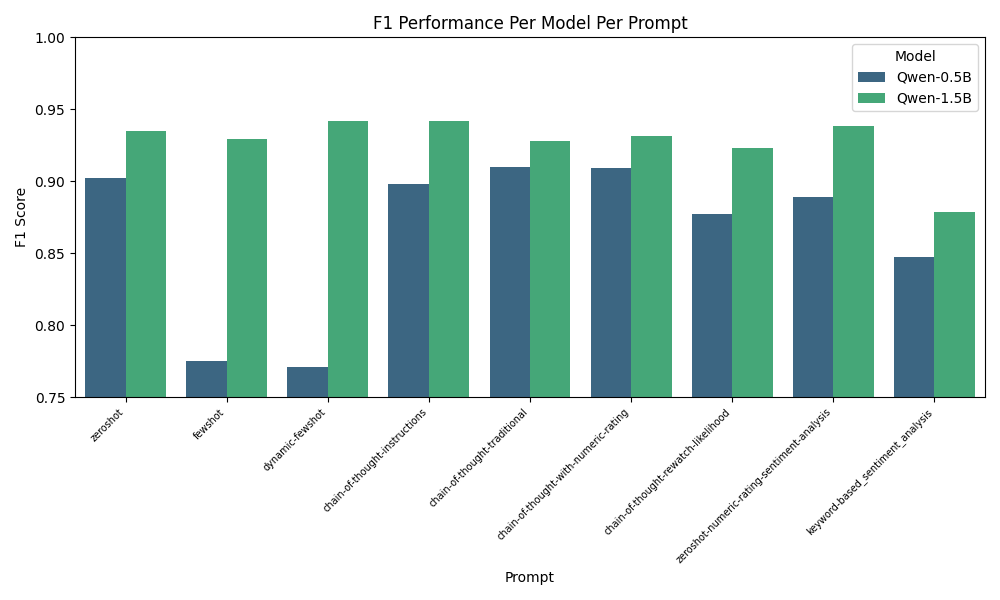 F1 Performance Per Model Per Prompt
1.00
0.95
0.90
0.85
0.80
0.75
F1 Score
Model
Qwen-0.5B
Qwen-1.5B
zeroshot
fewshot
dynamic-fewshot
chain-of-thought-instructions
chain-of-thought-traditional
chain-of-thought-with-numeric-rating
chain-of-thought-rewatch-likelihood
zeroshot-numeric-rating-sentiment-analysis
keyword-based_sentiment_analysis
Prompt